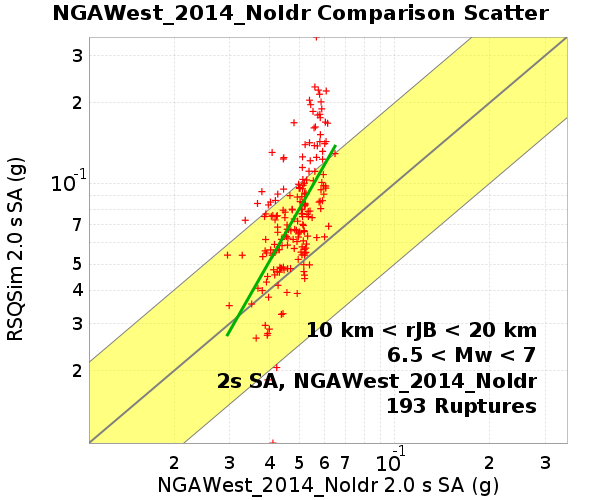 NGAWest_2014_NoIdr Comparison Scatter
RSQSim 2.0 s SA (g)
3
2
10⁻¹
7
5
4
3
2
10 km < rJB < 20 km
6.5 < Mw < 7
2s SA, NGAWest_2014_NoIdr
193 Ruptures
2 3 4 5 6 7 10⁻¹ 2 3
NGAWest_2014_NoIdr 2.0 s SA (g)